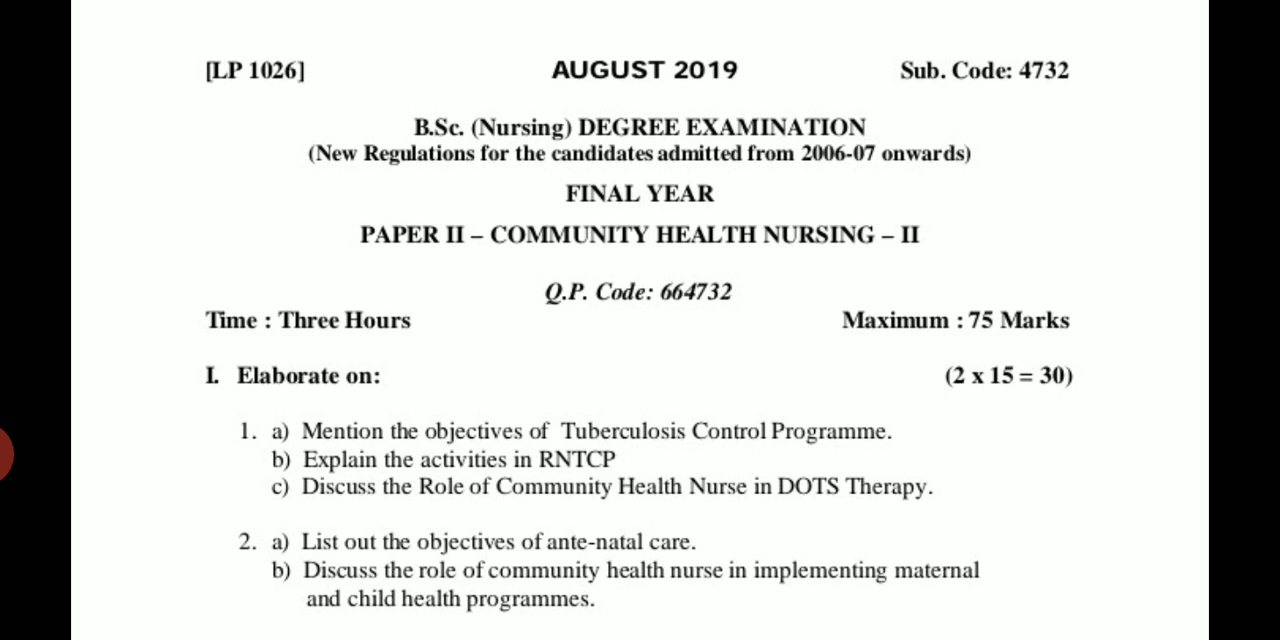 [LP 1026] AUGUST 2019 Sub. Code: 4732
B.Sc. (Nursing) DEGREE EXAMINATION
(New Regulations for the candidates admitted from 2006-07 onwards)
FINAL YEAR
PAPER II – COMMUNITY HEALTH NURSING – II
Q.P. Code: 664732
Time : Three Hours Maximum : 75 Marks
I. Elaborate on: (2 x 15 = 30)
1. a) Mention the objectives of Tuberculosis Control Programme.
b) Explain the activities in RNTCP
c) Discuss the Role of Community Health Nurse in DOTS Therapy.
2. a) List out the objectives of ante-natal care.
b) Discuss the role of community health nurse in implementing maternal
and child health programmes.